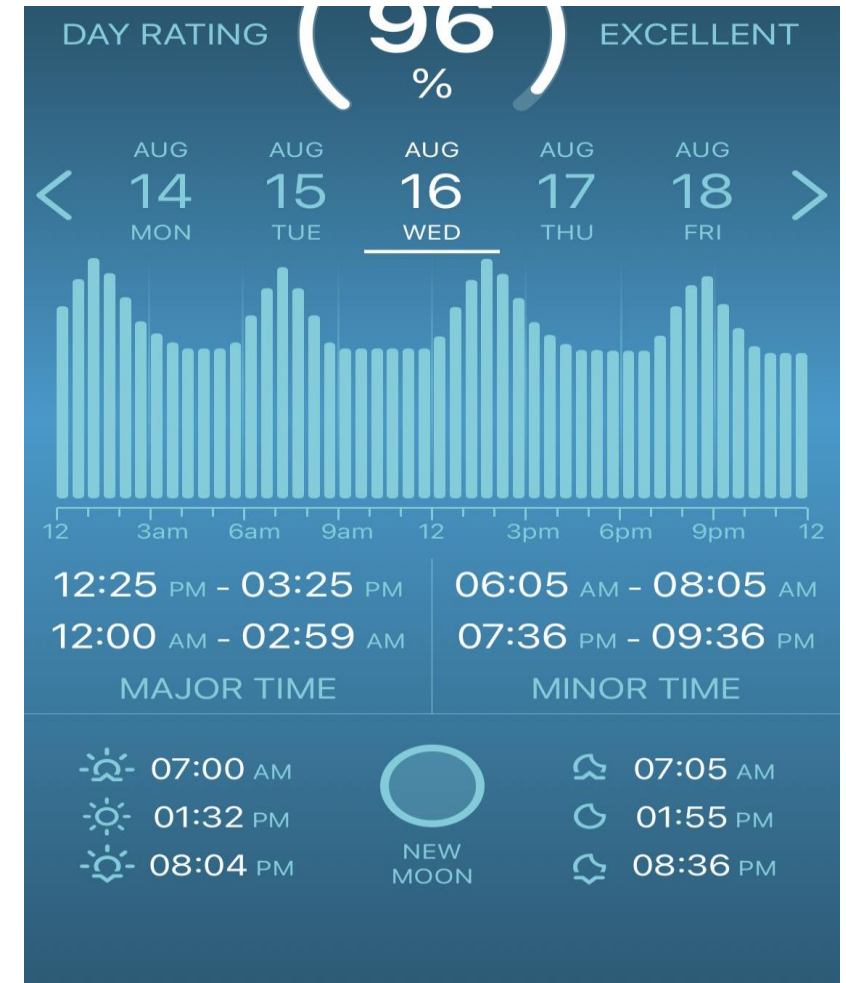 DAY RATING 96 EXCELLENT
%
AUG AUG AUG AUG AUG
14 15 16 17 18
MON TUE WED THU FRI
12 3am 6am 9am 12 3pm 6pm 9pm 12
12:25 PM - 03:25 PM 06:05 AM - 08:05 AM
12:00 AM - 02:59 AM 07:36 PM - 09:36 PM
MAJOR TIME MINOR TIME
07:00 AM 07:05 AM
01:32 PM 01:55 PM
08:04 PM NEW 08:36 PM
MOON